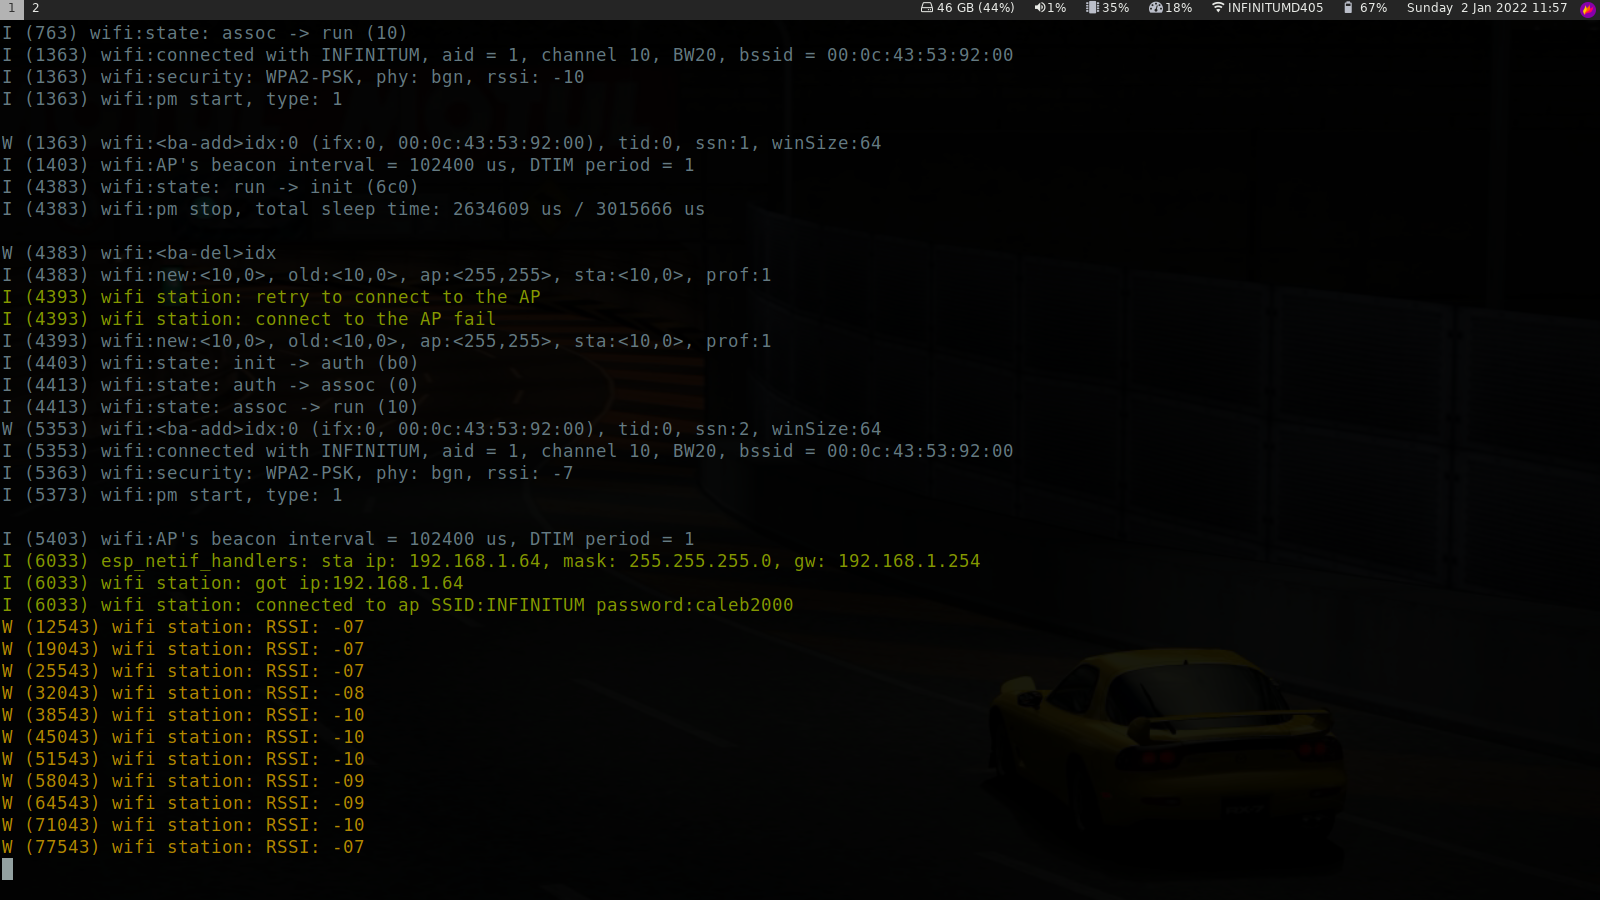 1 2 46 GB (44%) 1% 35% 18% INFINITUMD405 67% Sunday 2 Jan 2022 11:57
I (763) wifi:state: assoc -> run (10)
I (1363) wifi:connected with INFINITUM, aid = 1, channel 10, BW20, bssid = 00:0c:43:53:92:00
I (1363) wifi:security: WPA2-PSK, phy: bgn, rssi: -10
I (1363) wifi:pm start, type: 1
W (1363) wifi:<ba-add>idx:0 (ifx:0, 00:0c:43:53:92:00), tid:0, ssn:1, winSize:64
I (1403) wifi:AP's beacon interval = 102400 us, DTIM period = 1
I (4383) wifi:state: run -> init (6c0)
I (4383) wifi:pm stop, total sleep time: 2634609 us / 3015666 us
W (4383) wifi:<ba-del>idx
I (4383) wifi:new:<10,0>, old:<10,0>, ap:<255,255>, sta:<10,0>, prof:1
I (4393) wifi station: retry to connect to the AP
I (4393) wifi station: connect to the AP fail
I (4393) wifi:new:<10,0>, old:<10,0>, ap:<255,255>, sta:<10,0>, prof:1
I (4403) wifi:state: init -> auth (b0)
I (4413) wifi:state: auth -> assoc (0)
I (4413) wifi:state: assoc -> run (10)
W (5353) wifi:<ba-add>idx:0 (ifx:0, 00:0c:43:53:92:00), tid:0, ssn:2, winSize:64
I (5353) wifi:connected with INFINITUM, aid = 1, channel 10, BW20, bssid = 00:0c:43:53:92:00
I (5363) wifi:security: WPA2-PSK, phy: bgn, rssi: -7
I (5373) wifi:pm start, type: 1
I (5403) wifi:AP's beacon interval = 102400 us, DTIM period = 1
I (6033) esp_netif_handlers: sta ip: 192.168.1.64, mask: 255.255.255.0, gw: 192.168.1.254
I (6033) wifi station: got ip:192.168.1.64
I (6033) wifi station: connected to ap SSID:INFINITUM password:caleb2000
W (12543) wifi station: RSSI: -07
W (19043) wifi station: RSSI: -07
W (25543) wifi station: RSSI: -07
W (32043) wifi station: RSSI: -08
W (38543) wifi station: RSSI: -10
W (45043) wifi station: RSSI: -10
W (51543) wifi station: RSSI: -10
W (58043) wifi station: RSSI: -09
W (64543) wifi station: RSSI: -09
W (71043) wifi station: RSSI: -10
W (77543) wifi station: RSSI: -07